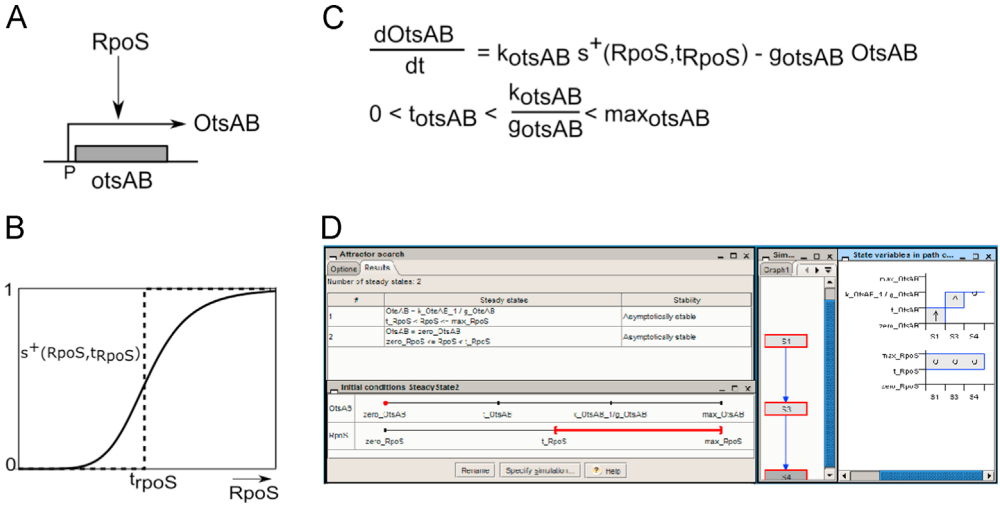 A
RpoS
OtsAB
P
otsAB
B
1
s+(RpoS,tRpoS)
0
trpoS
RpoS
C
dOtsAB
dt
= kotsAB s+(RpoS,tRpoS) - gotsAB OtsAB
0 < totsAB < kotsAB / gotsAB < maxotsAB
D
Attractor search
Options Results
Number of steady states: 2
# Steady states Stability
1 OtsAB = k_OtsAB_1 / g_OtsAB
t_RpoS < RpoS <= max_RpoS
Asymptotically stable
2 OtsAB = zero_OtsAB
zero_RpoS <= RpoS < t_RpoS
Asymptotically stable
Initial conditions SteadyState2
OtsAB
zero_OtsAB t_OtsAB k_OtsAB_1/g_OtsAB max_OtsAB
RpoS
zero_RpoS t_RpoS max_RpoS
Rename Specify simulation... ? Help
Sim...
Graph1
S1
S3
S4
State variables in path c...
max_OtsAB
k_OtsAB_1 / g_OtsAB
t_OtsAB
zero_OtsAB
S1 S3 S4
max_RpoS
t_RpoS
zero_RpoS
S1 S3 S4